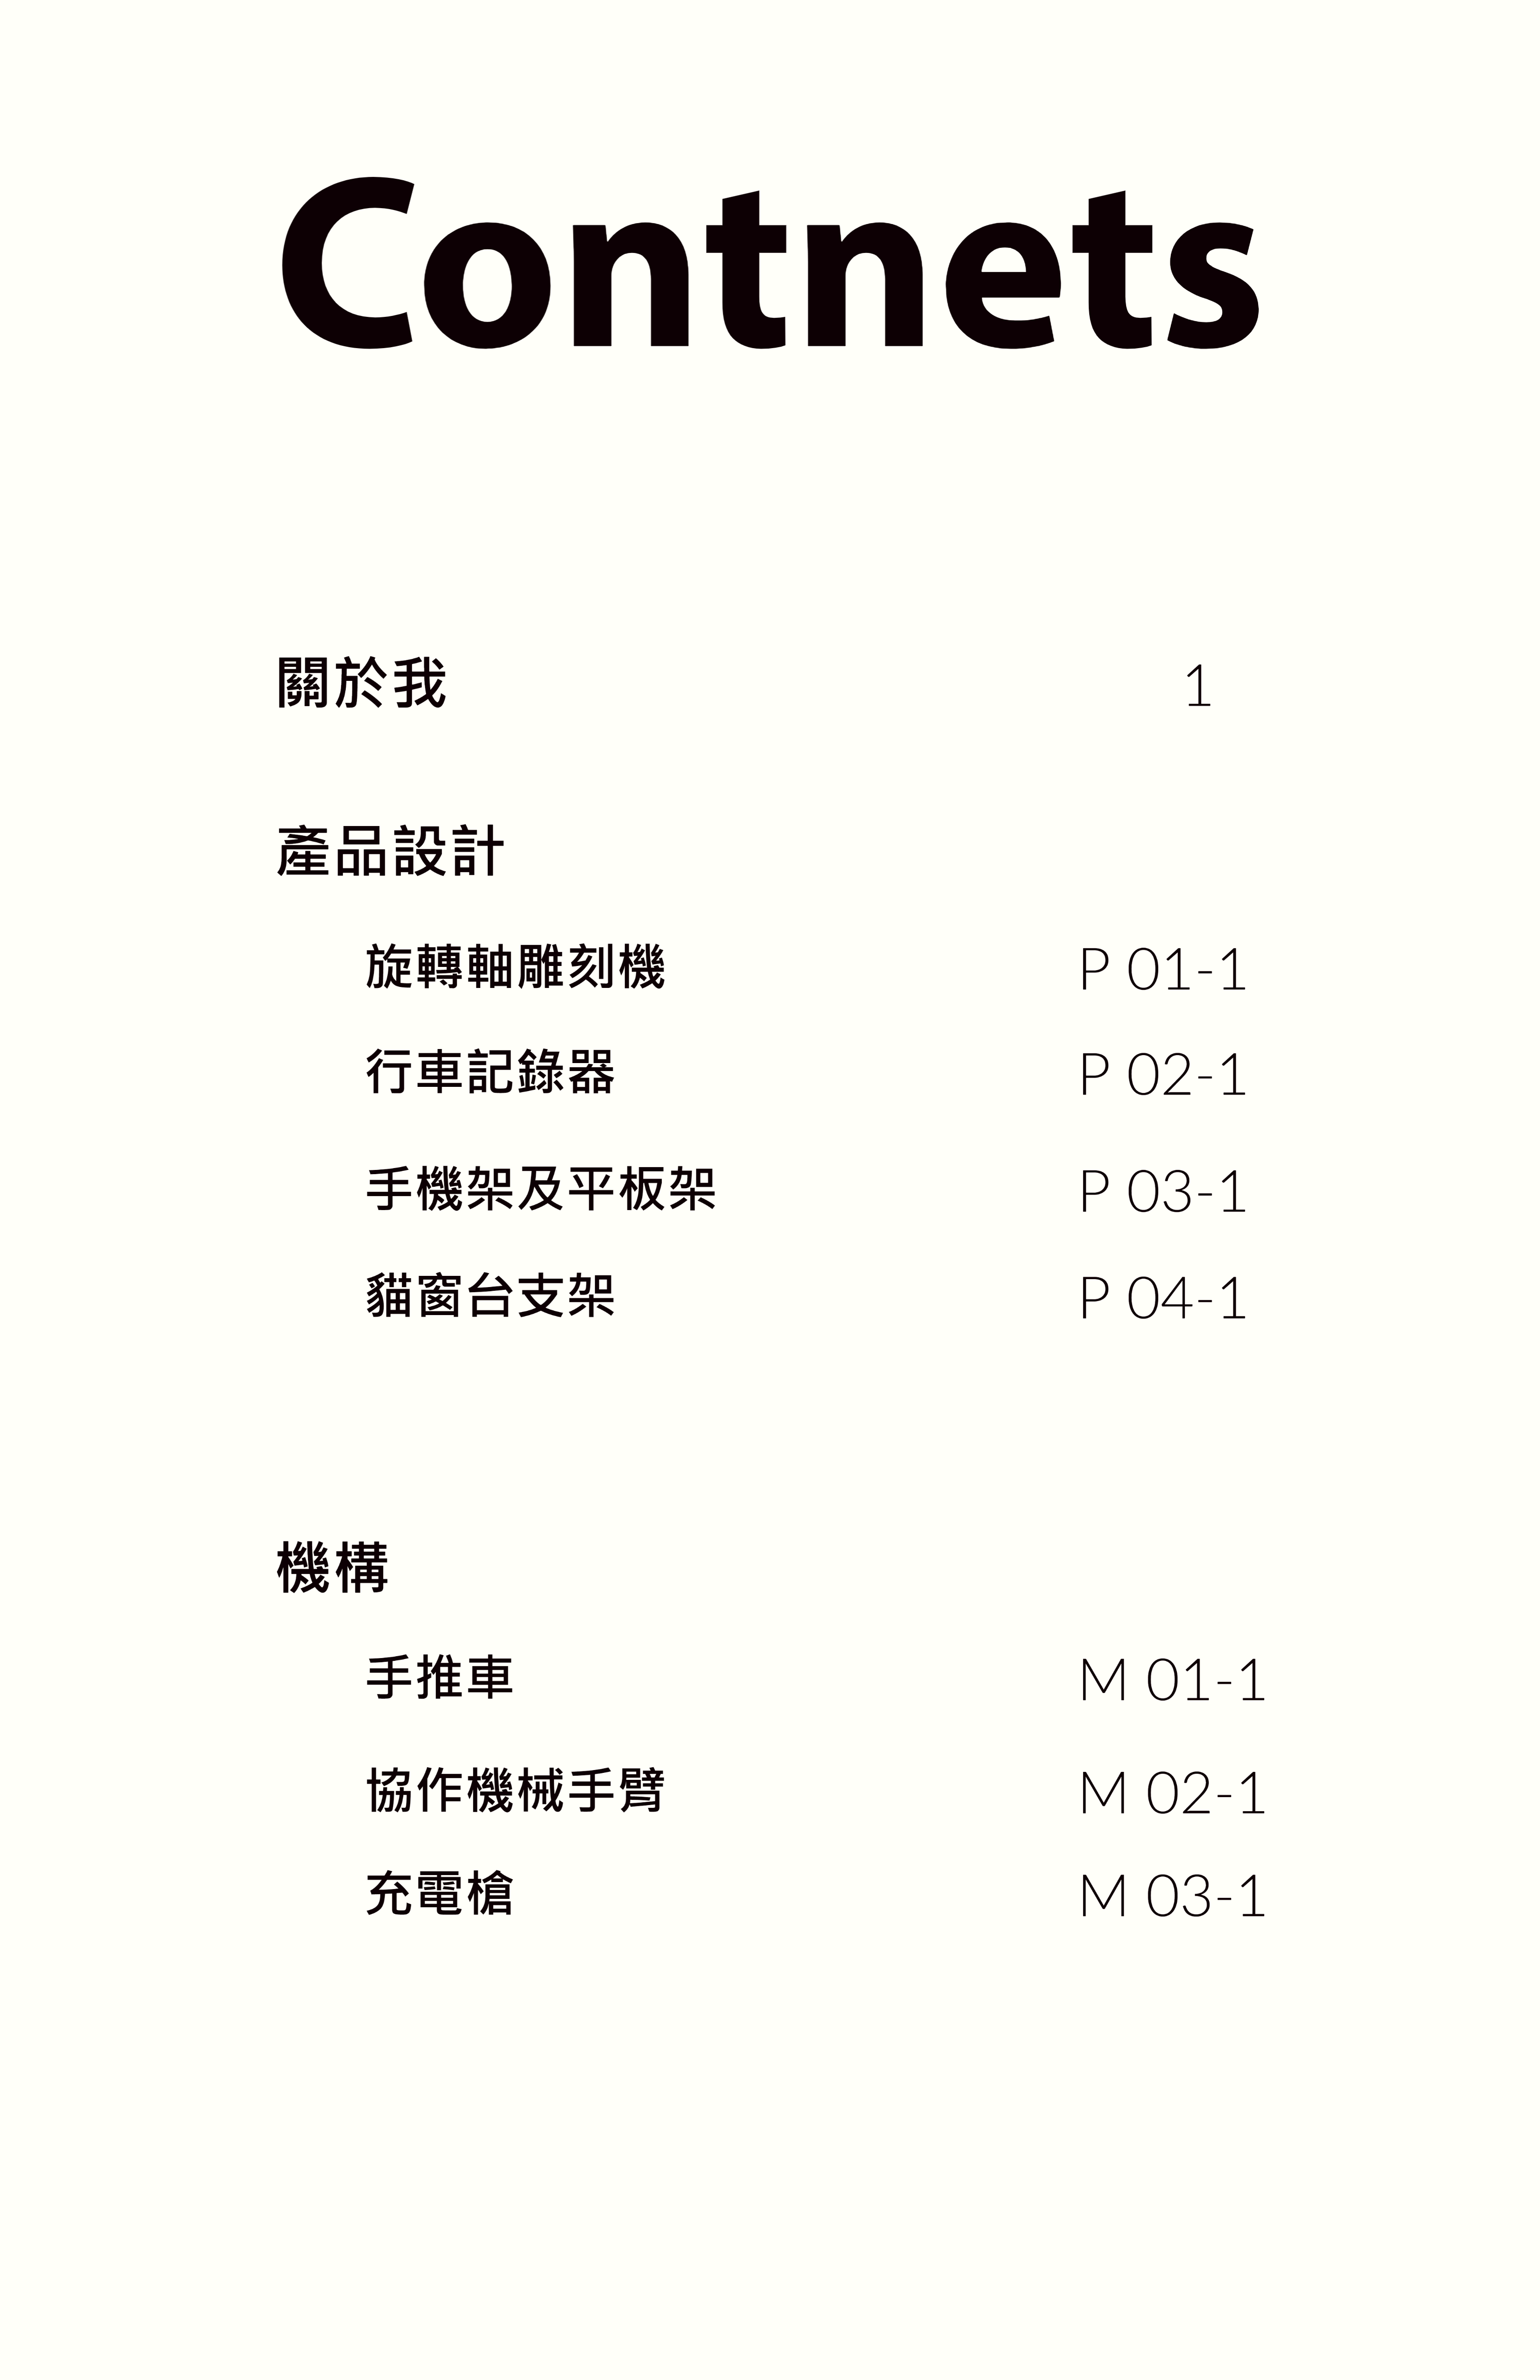 Contnets
關於我 1
產品設計
旋轉軸雕刻機 P 01-1
行車記錄器 P 02-1
手機架及平板架 P 03-1
貓窗台支架 P 04-1
機構
手推車 M 01-1
協作機械手臂 M 02-1
充電槍 M 03-1